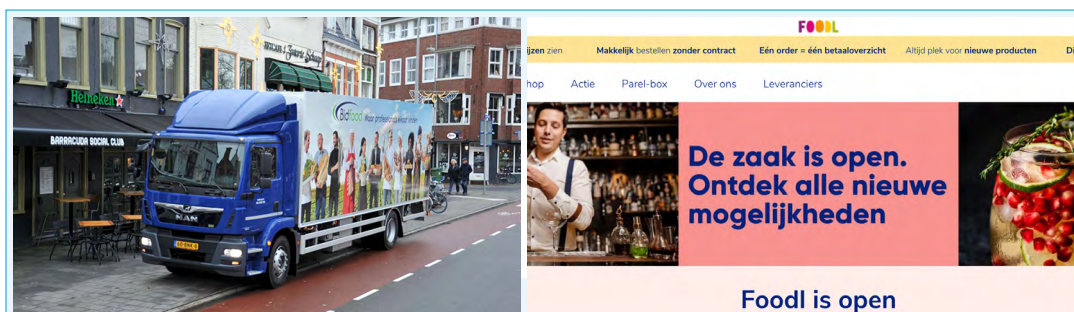 Heineken
BARRACUDA SOCIAL CLUB
Bidfood
MAN
FOODL
ijzen zien
Makkelijk bestellen zonder contract
Eén order = één betaaloverzicht
Altijd plek voor nieuwe producten
Di
hop
Actie
Parel-box
Over ons
Leveranciers
De zaak is open.
Ontdek alle nieuwe
mogelijkheden
Foodl is open